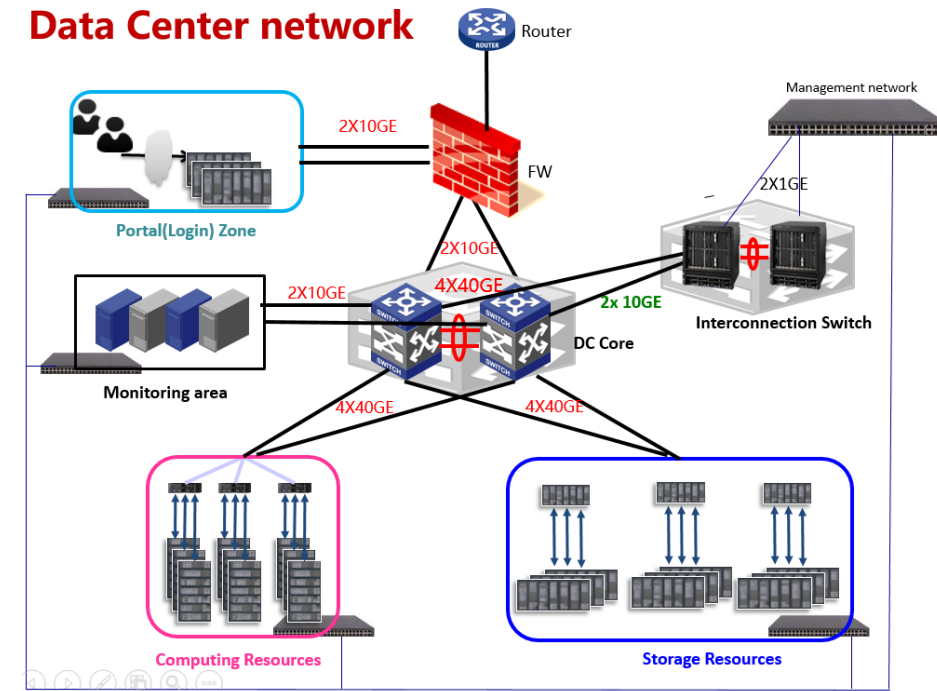 Data Center network
Router
ROUTER
Management network
2X10GE
FW
2X1GE
Portal(Login) Zone
2X10GE
4X40GE
2X10GE
2x 10GE
SWITCH
SWITCH
Interconnection Switch
DC Core
SWITCH
SWITCH
Monitoring area
4X40GE
4X40GE
Computing Resources
Storage Resources